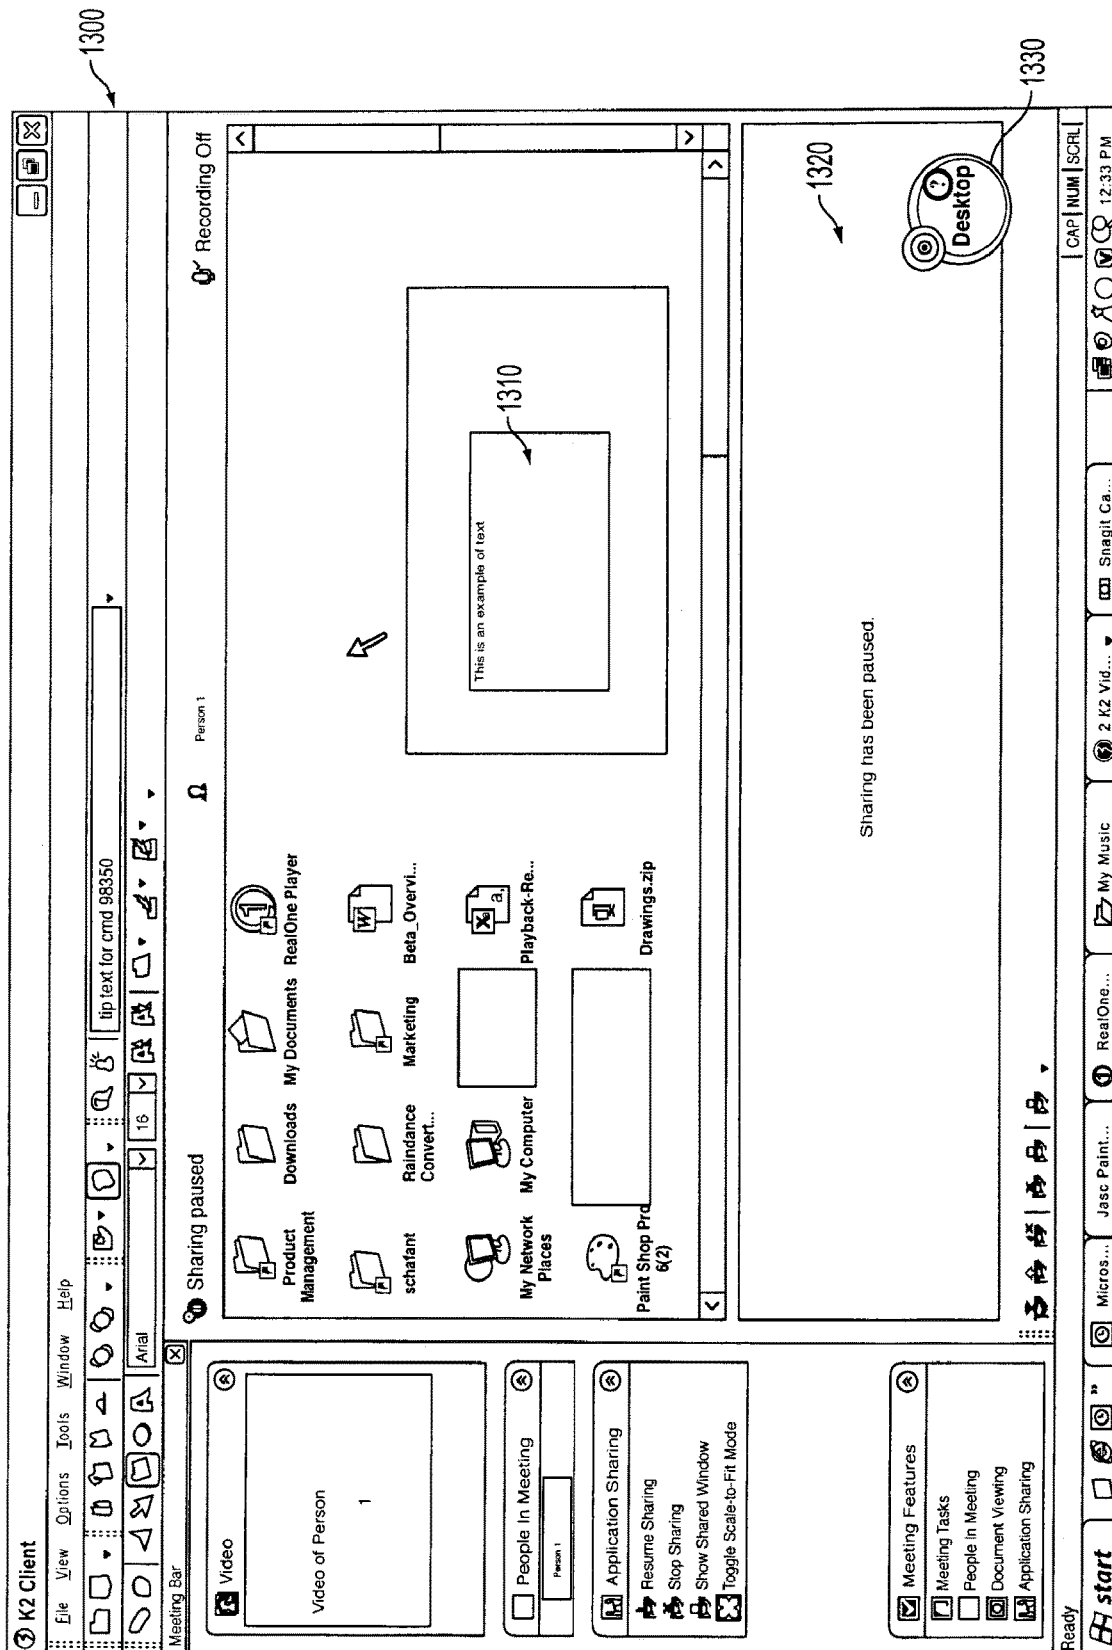 K2 Client
File View Options Tools Window Help
tip text for cmd 98350
Arial 16
1300
Meeting Bar
Video
Video of Person
1
People In Meeting
Person 1
Application Sharing
Resume Sharing
Stop Sharing
Show Shared Window
Toggle Scale-to-Fit Mode
Meeting Features
Meeting Tasks
People In Meeting
Document Viewing
Application Sharing
Sharing paused
Person 1
Recording Off
Product Management
Downloads
My Documents
RealOne Player
schafant
Raindance Convert...
Marketing
Beta_Overvi...
My Network Places
My Computer
Playback-Re...
Paint Shop Pro 6(2)
Drawings.zip
This is an example of text
1310
1320
Sharing has been paused.
Desktop
1330
Ready
CAP NUM SCRL
start
Micros...
Jasc Paint...
RealOne...
My Music
2 K2 Vid...
Snagit Ca...
12:33 PM